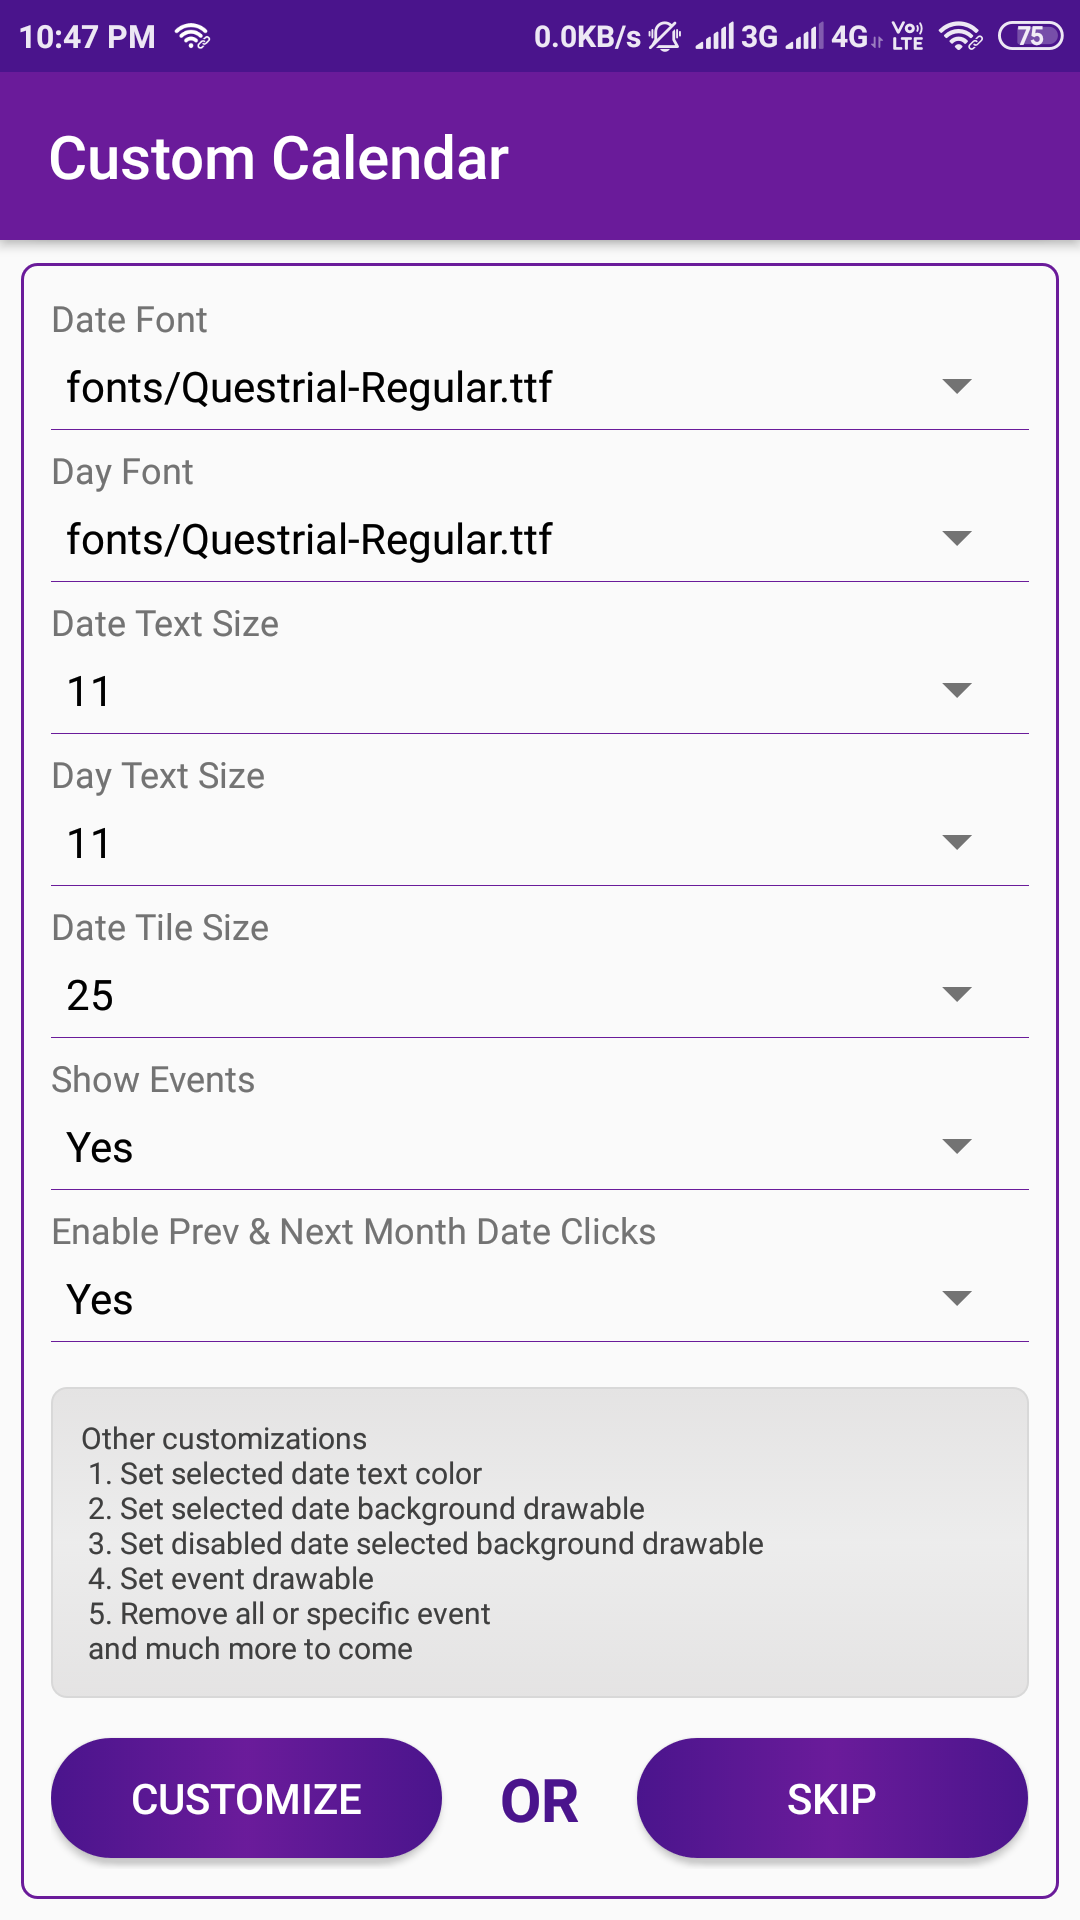 10:47 PM 0.0KB/s 3G 4G VoLTE 75
Custom Calendar
Date Font
fonts/Questrial-Regular.ttf
Day Font
fonts/Questrial-Regular.ttf
Date Text Size
11
Day Text Size
11
Date Tile Size
25
Show Events
Yes
Enable Prev & Next Month Date Clicks
Yes
Other customizations
1. Set selected date text color
2. Set selected date background drawable
3. Set disabled date selected background drawable
4. Set event drawable
5. Remove all or specific event
and much more to come
CUSTOMIZE OR SKIP